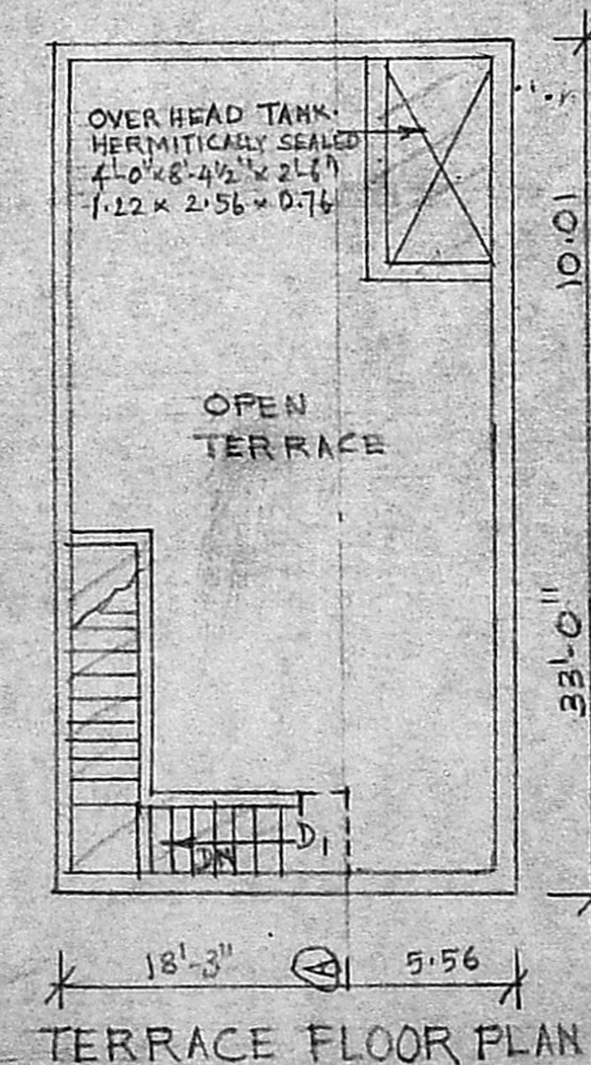 OVER HEAD TANK.
HERMITICALLY SEALED
4'-0"x8'-4½"x 2'-6"
1.22 x 2.56 x 0.76
10.01
OPEN
TERRACE
33'-0"
D1
DN
18'-3"
A
5.56
TERRACE FLOOR PLAN